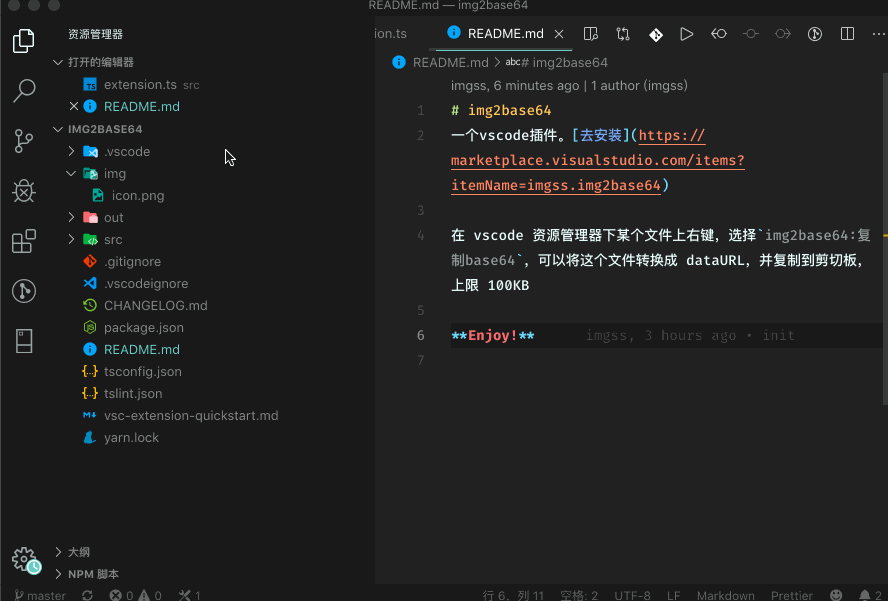 README.md — img2base64
资源管理器
打开的编辑器
extension.ts src
README.md
IMG2BASE64
.vscode
img
icon.png
out
src
.gitignore
.vscodeignore
CHANGELOG.md
package.json
README.md
tsconfig.json
tslint.json
vsc-extension-quickstart.md
yarn.lock
大纲
NPM 脚本
ion.ts
README.md
README.md > abc # img2base64
imgss, 6 minutes ago | 1 author (imgss)
1 # img2base64
2 一个vscode插件。[去安装](https://
marketplace.visualstudio.com/items?
itemName=imgss.img2base64)
3
4 在 vscode 资源管理器下某个文件上右键，选择`img2base64:复
制base64`，可以将这个文件转换成 dataURL，并复制到剪切板，
上限 100KB
5
6 **Enjoy!** imgss, 3 hours ago • init
7
master 0 0 1 行 6，列 11 空格: 2 UTF-8 LF Markdown Prettier 2